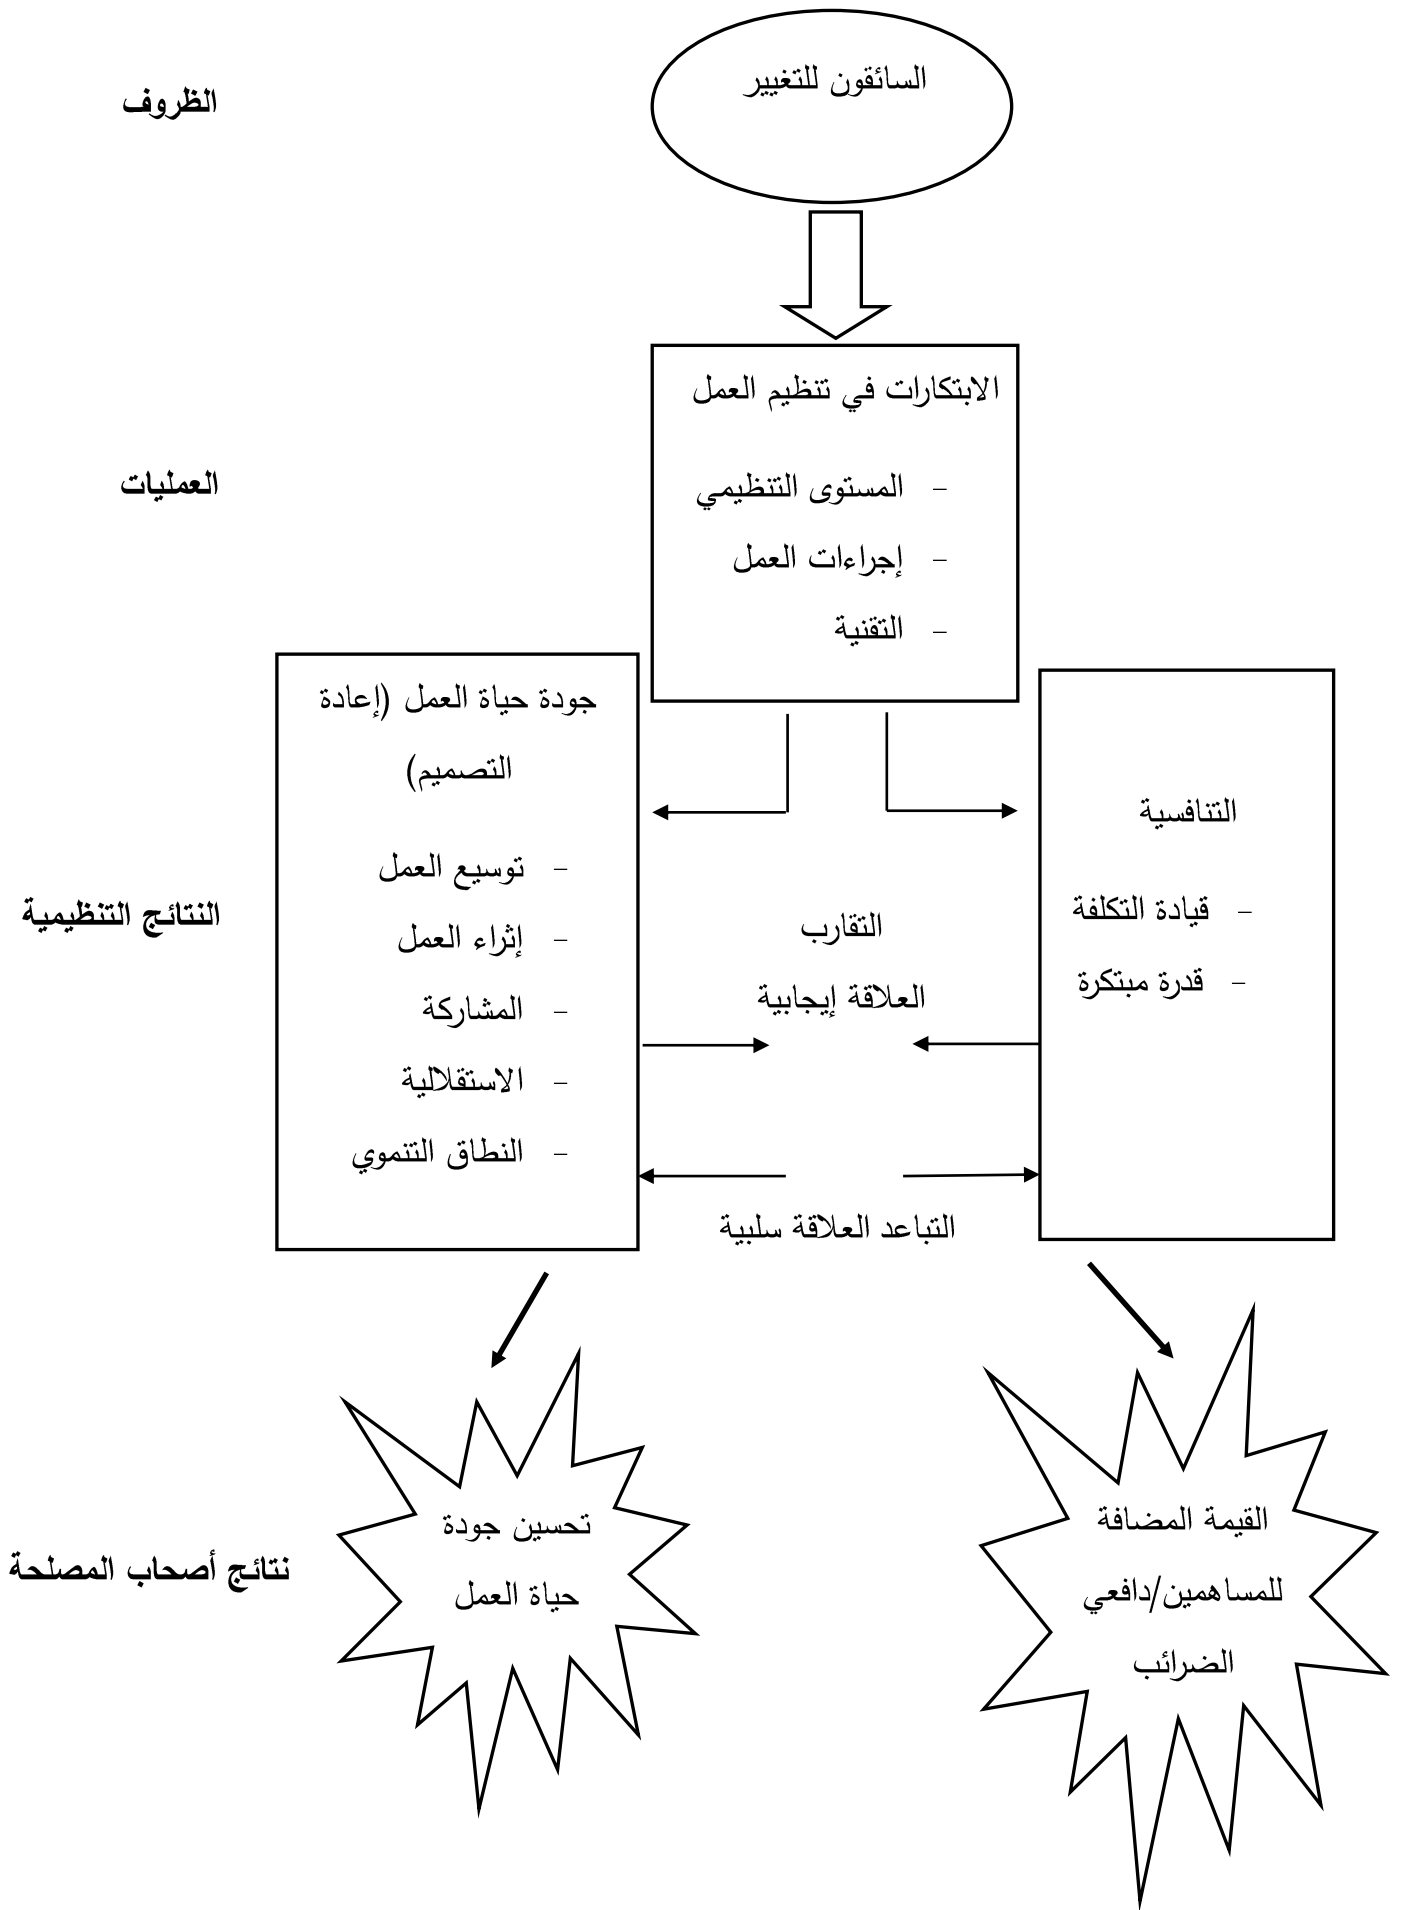 السائقون للتغيير
الظروف
الابتكارات في تنظيم العمل
- المستوى التنظيمي
- إجراءات العمل
- التقنية
العمليات
التنافسية
- قيادة التكلفة
- قدرة مبتكرة
التقارب
العلاقة إيجابية
التباعد العلاقة سلبية
جودة حياة العمل (إعادة
التصميم)
- توسيع العمل
- إثراء العمل
- المشاركة
- الاستقلالية
- النطاق التنموي
النتائج التنظيمية
القيمة المضافة
للمساهمين/دافعي
الضرائب
تحسين جودة
حياة العمل
نتائج أصحاب المصلحة